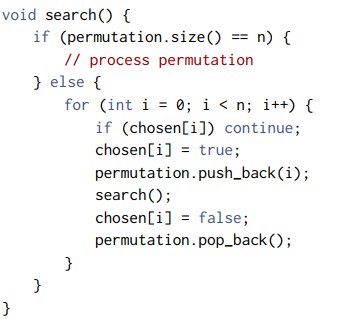 void search() {
    if (permutation.size() == n) {
        // process permutation
    } else {
        for (int i = 0; i < n; i++) {
            if (chosen[i]) continue;
            chosen[i] = true;
            permutation.push_back(i);
            search();
            chosen[i] = false;
            permutation.pop_back();
        }
    }
}